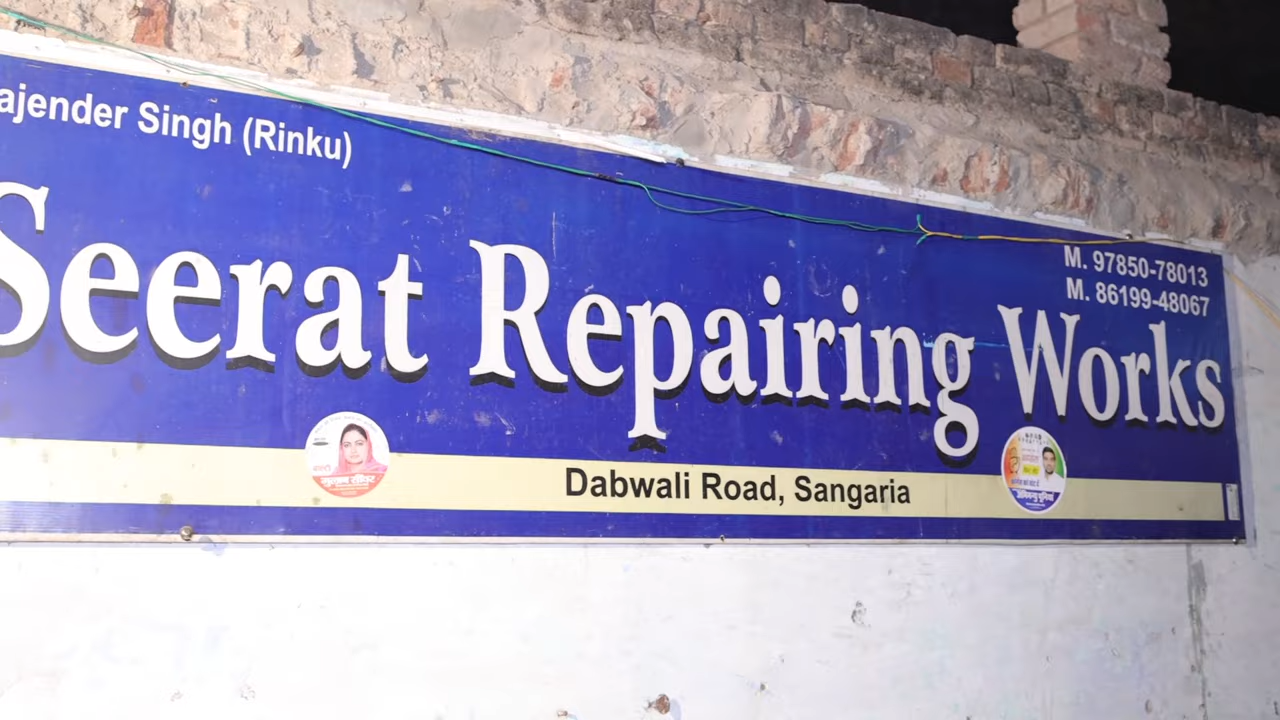 ajender Singh (Rinku)
M. 97850-78013
M. 86199-48067
Seerat Repairing Works
Dabwali Road, Sangaria